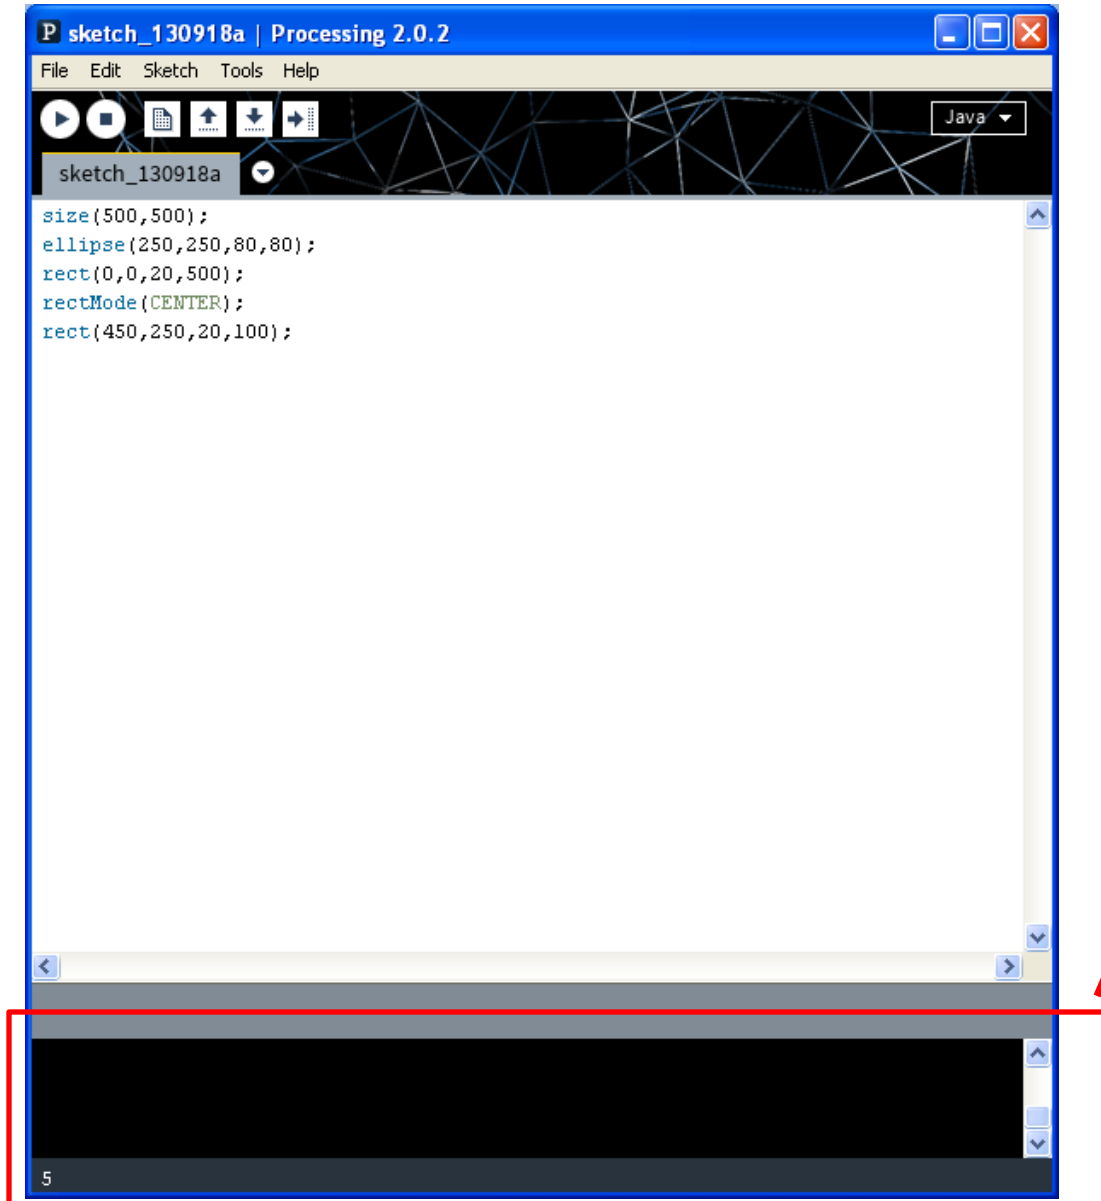 P sketch_130918a | Processing 2.0.2
File Edit Sketch Tools Help
Java
sketch_130918a
size(500,500);
ellipse(250,250,80,80);
rect(0,0,20,500);
rectMode(CENTER);
rect(450,250,20,100);
5